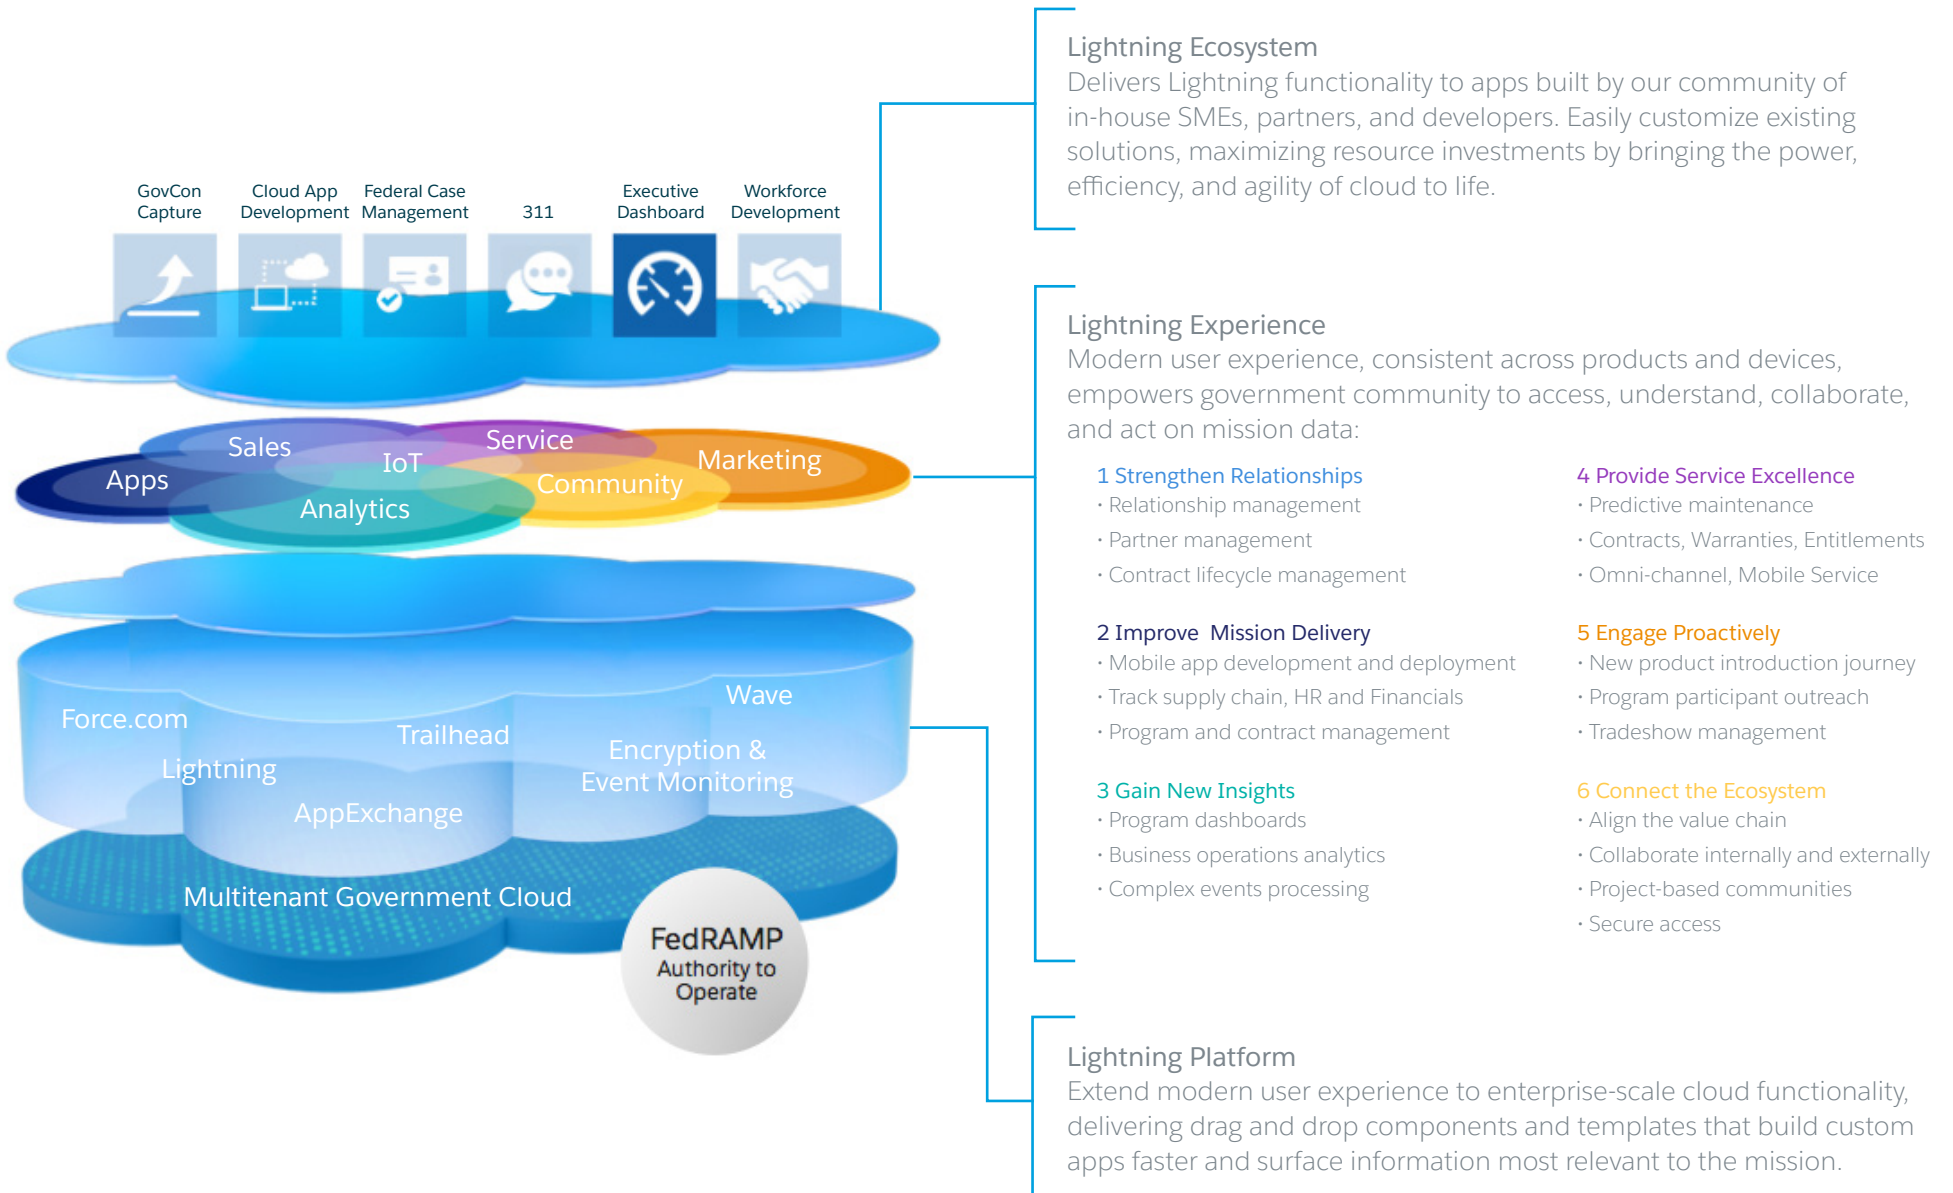 GovCon
Capture
Cloud App
Development
Federal Case
Management
311
Executive
Dashboard
Workforce
Development
Sales
Service
IoT
Marketing
Apps
Community
Analytics
Wave
Force.com
Trailhead
Encryption &
Event Monitoring
Lightning
AppExchange
Multitenant Government Cloud
FedRAMP
Authority to
Operate
Lightning Ecosystem
Delivers Lightning functionality to apps built by our community of
in-house SMEs, partners, and developers. Easily customize existing
solutions, maximizing resource investments by bringing the power,
efficiency, and agility of cloud to life.
Lightning Experience
Modern user experience, consistent across products and devices,
empowers government community to access, understand, collaborate,
and act on mission data:
1 Strengthen Relationships
· Relationship management
· Partner management
· Contract lifecycle management
2 Improve Mission Delivery
· Mobile app development and deployment
· Track supply chain, HR and Financials
· Program and contract management
3 Gain New Insights
· Program dashboards
· Business operations analytics
· Complex events processing
4 Provide Service Excellence
· Predictive maintenance
· Contracts, Warranties, Entitlements
· Omni-channel, Mobile Service
5 Engage Proactively
· New product introduction journey
· Program participant outreach
· Tradeshow management
6 Connect the Ecosystem
· Align the value chain
· Collaborate internally and externally
· Project-based communities
· Secure access
Lightning Platform
Extend modern user experience to enterprise-scale cloud functionality,
delivering drag and drop components and templates that build custom
apps faster and surface information most relevant to the mission.